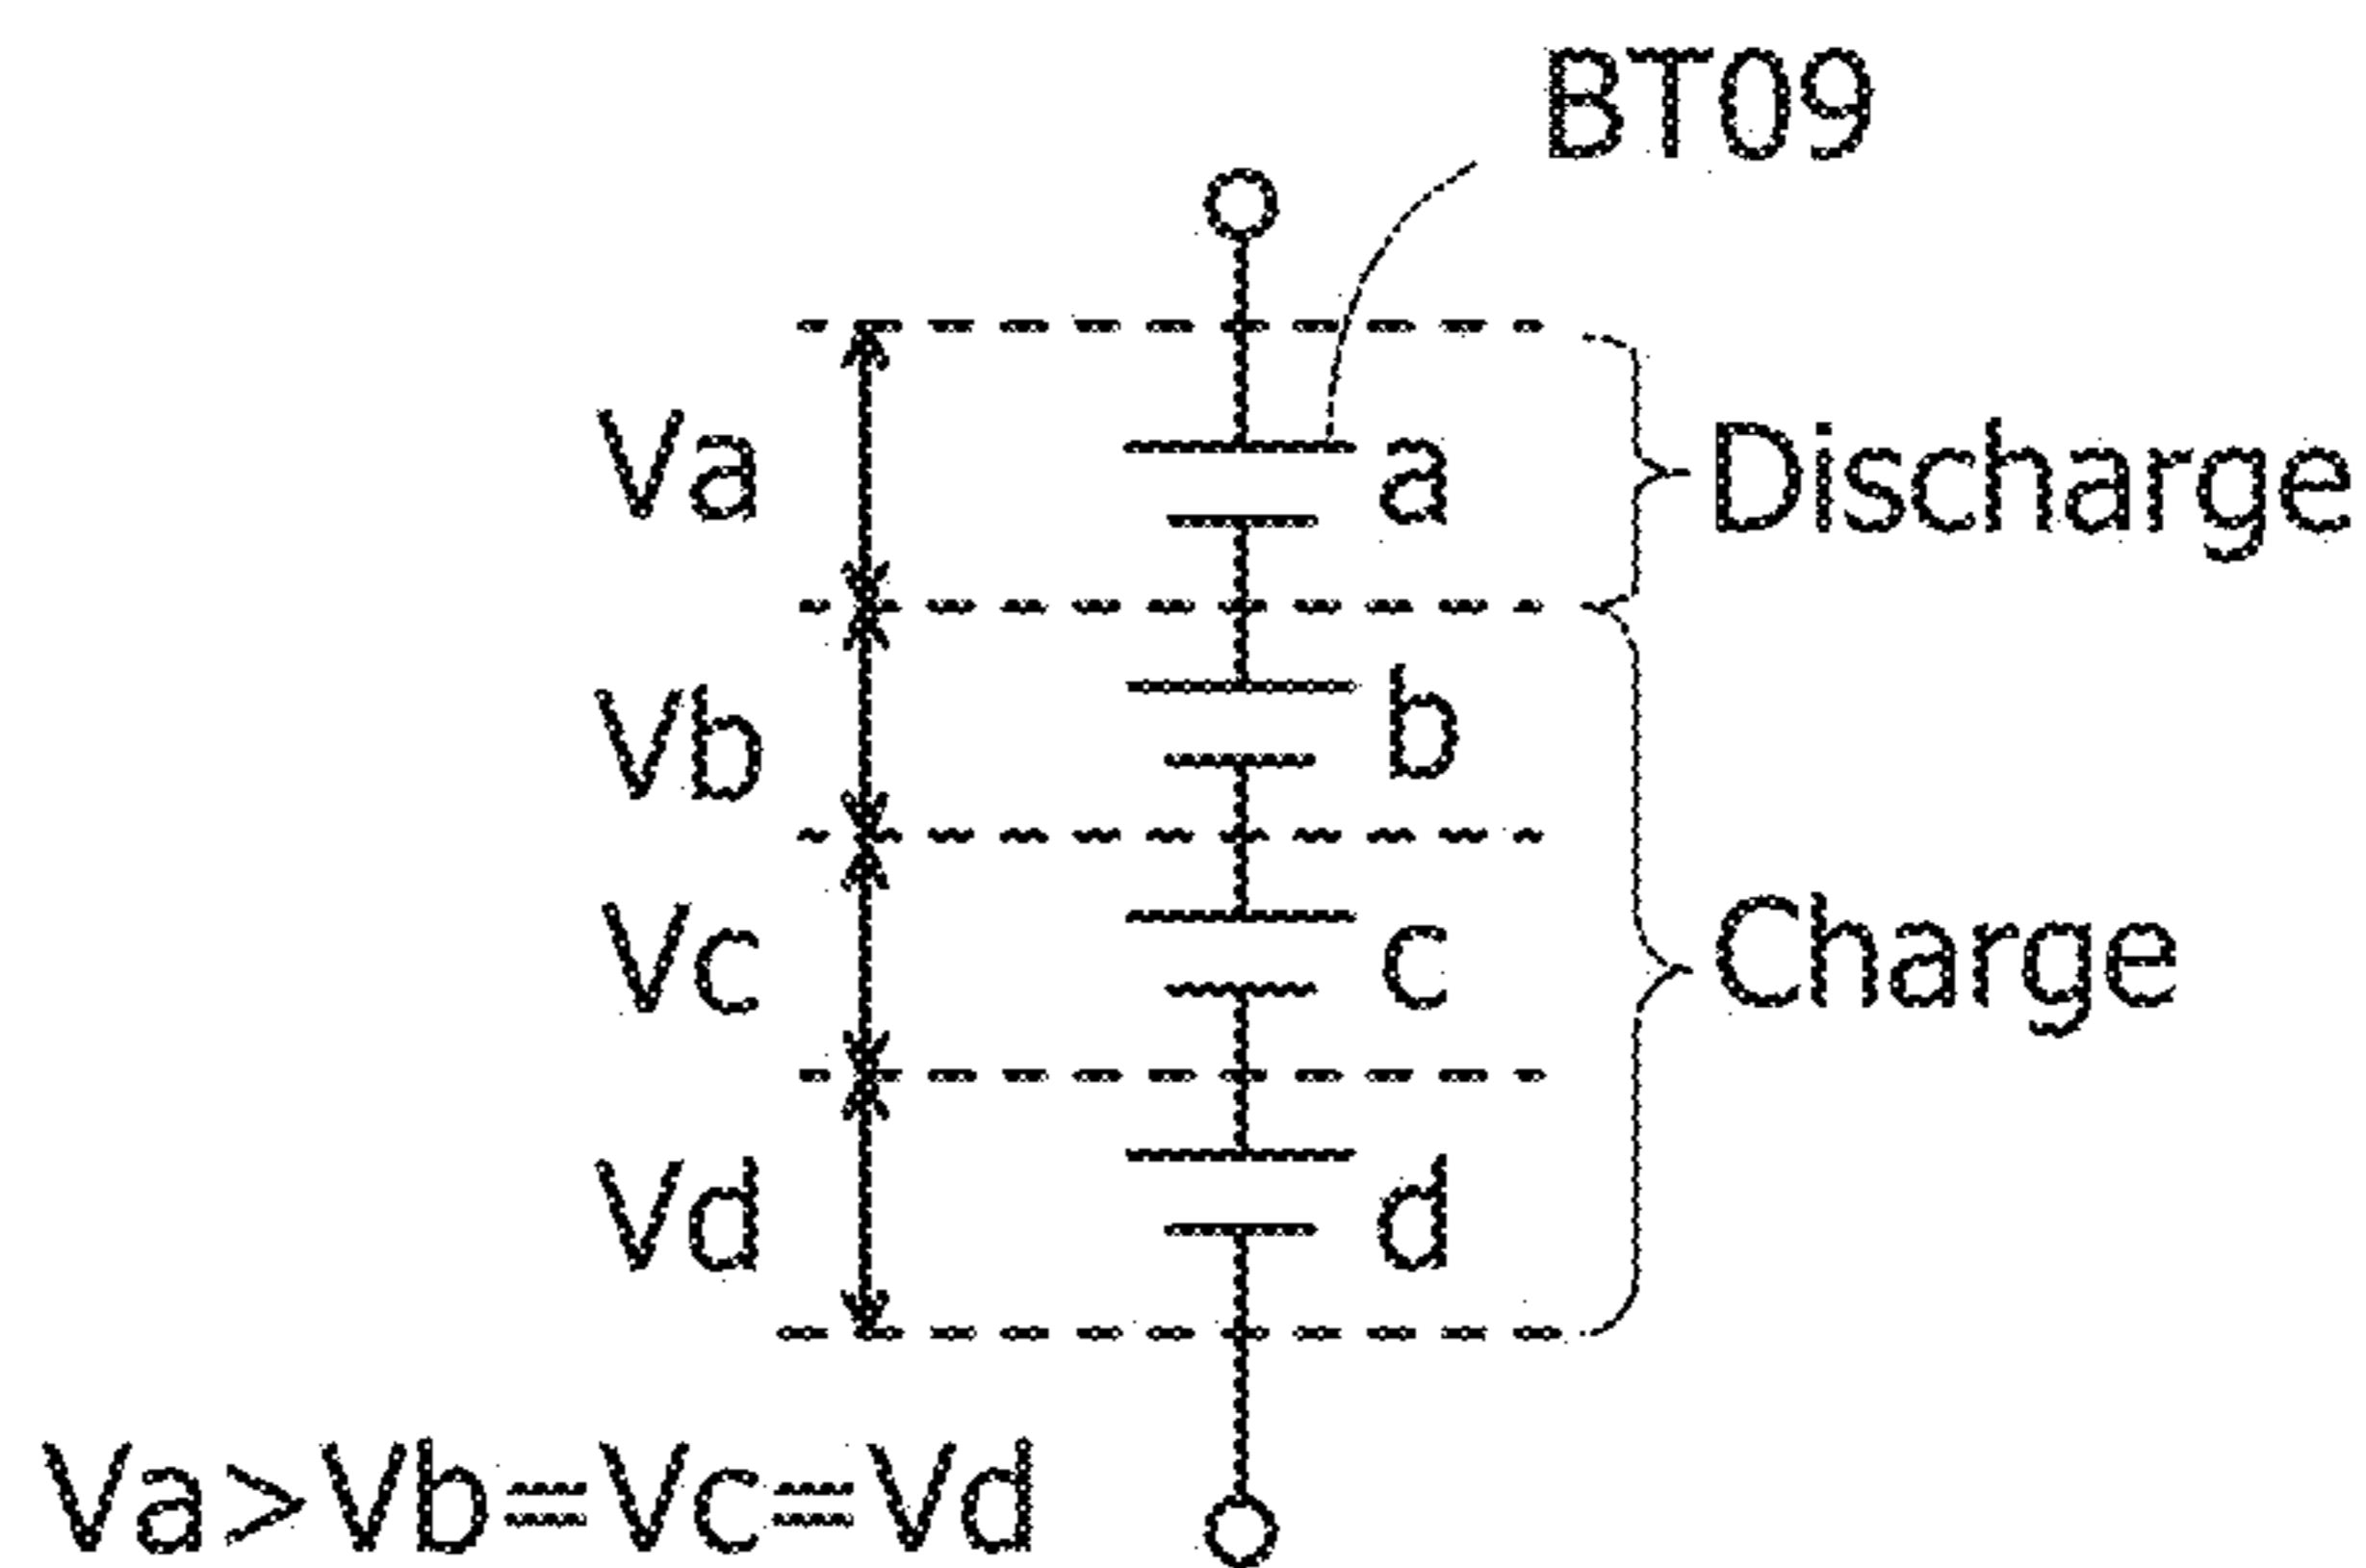 BT09
Va
a
Discharge
Vb
b
Vc
c
Charge
Vd
d
Va>Vb=Vc=Vd